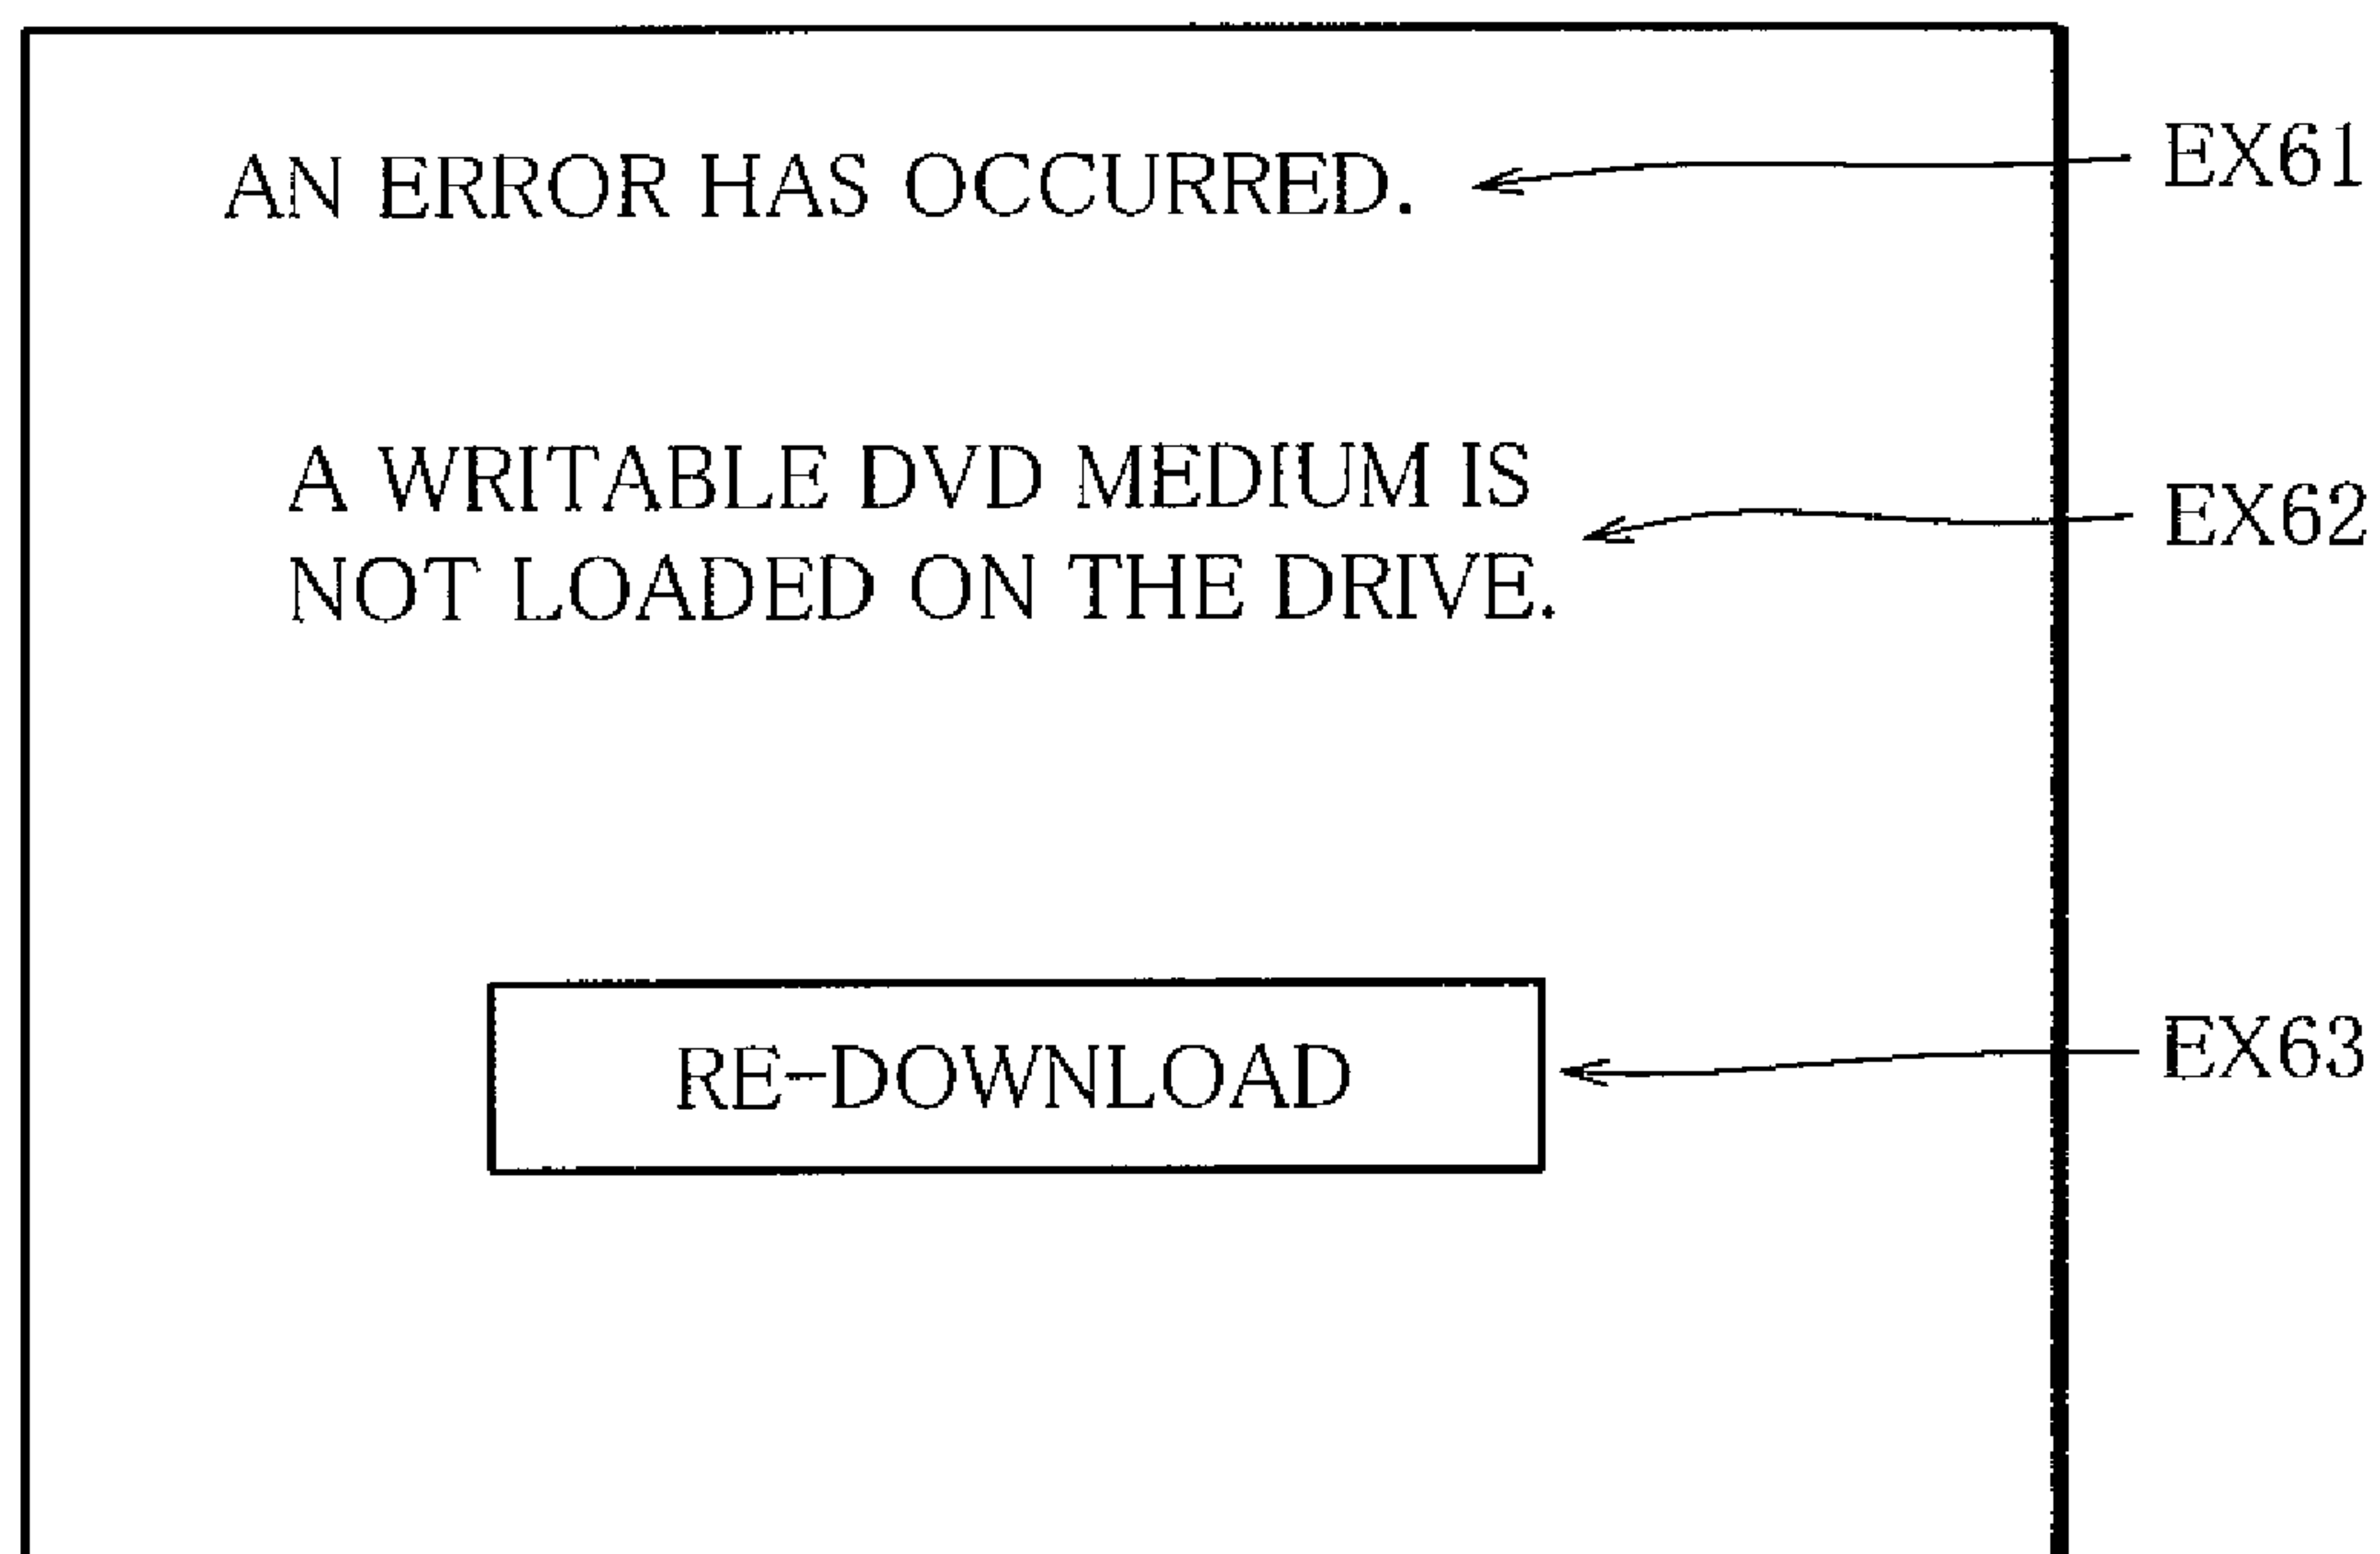 AN ERROR HAS OCCURRED.
EX61
A WRITABLE DVD MEDIUM IS
NOT LOADED ON THE DRIVE.
EX62
RE-DOWNLOAD
EX63